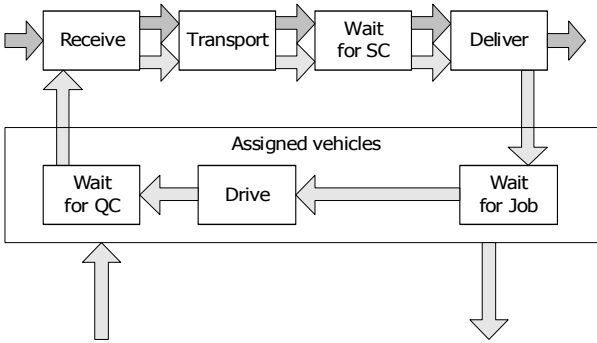 Receive
Transport
Wait
for SC
Deliver
Assigned vehicles
Wait
for QC
Drive
Wait
for Job